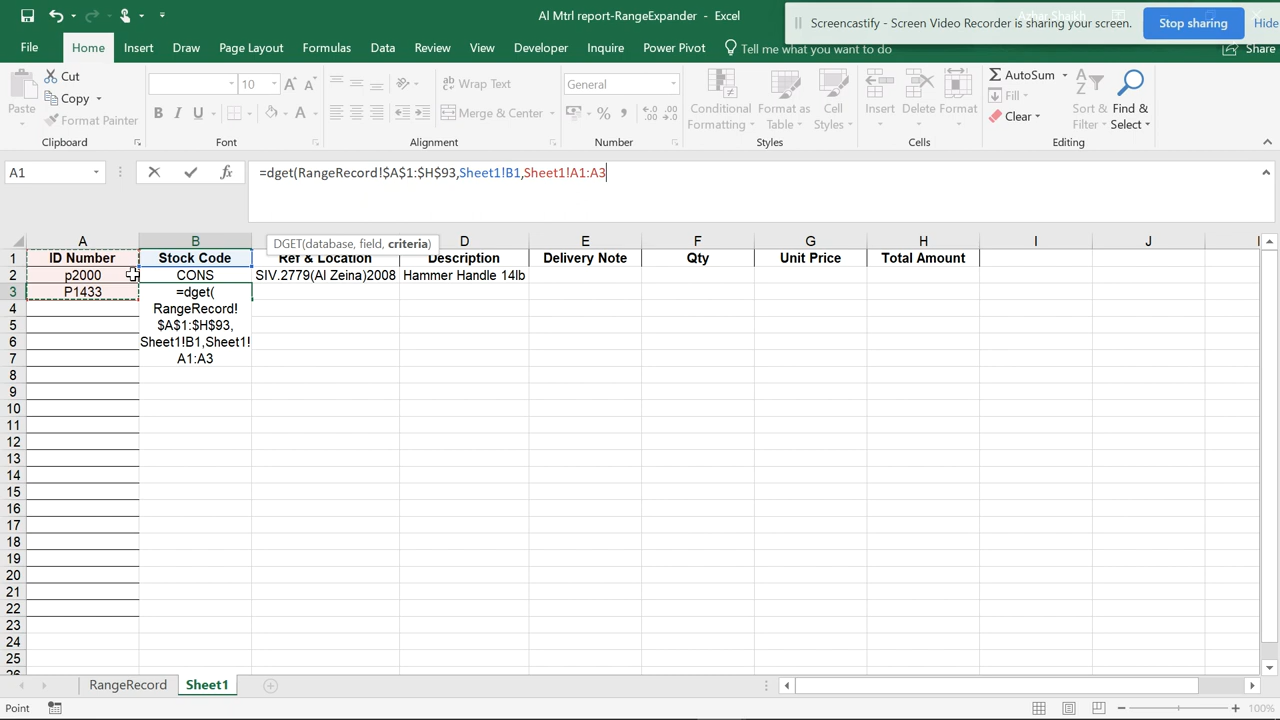 Al Mtrl report-RangeExpander - Excel
Screencastify - Screen Video Recorder is sharing your screen.
Stop sharing
Hide
File
Home
Insert
Draw
Page Layout
Formulas
Data
Review
View
Developer
Inquire
Power Pivot
Tell me what you want to do
Share
Paste
Cut
Copy
Format Painter
Clipboard
10
B I U
Font
Wrap Text
Merge & Center
Alignment
General
Number
Conditional Formatting
Format as Table
Cell Styles
Styles
Insert
Delete
Format
Cells
AutoSum
Fill
Clear
Sort & Filter
Find & Select
Editing
A1
=dget(RangeRecord!$A$1:$H$93,Sheet1!B1,Sheet1!A1:A3
DGET(database, field, criteria)
A B D E F G H I J
1 ID Number Stock Code Ref & Location Description Delivery Note Qty Unit Price Total Amount
2 p2000 CONS SIV.2779(Al Zeina)2008 Hammer Handle 14lb
3 P1433 =dget(
4 RangeRecord!
5 $A$1:$H$93,
6 Sheet1!B1,Sheet1!
7 A1:A3
8
9
10
11
12
13
14
15
16
17
18
19
20
21
22
23
24
25
RangeRecord
Sheet1
Point
100%